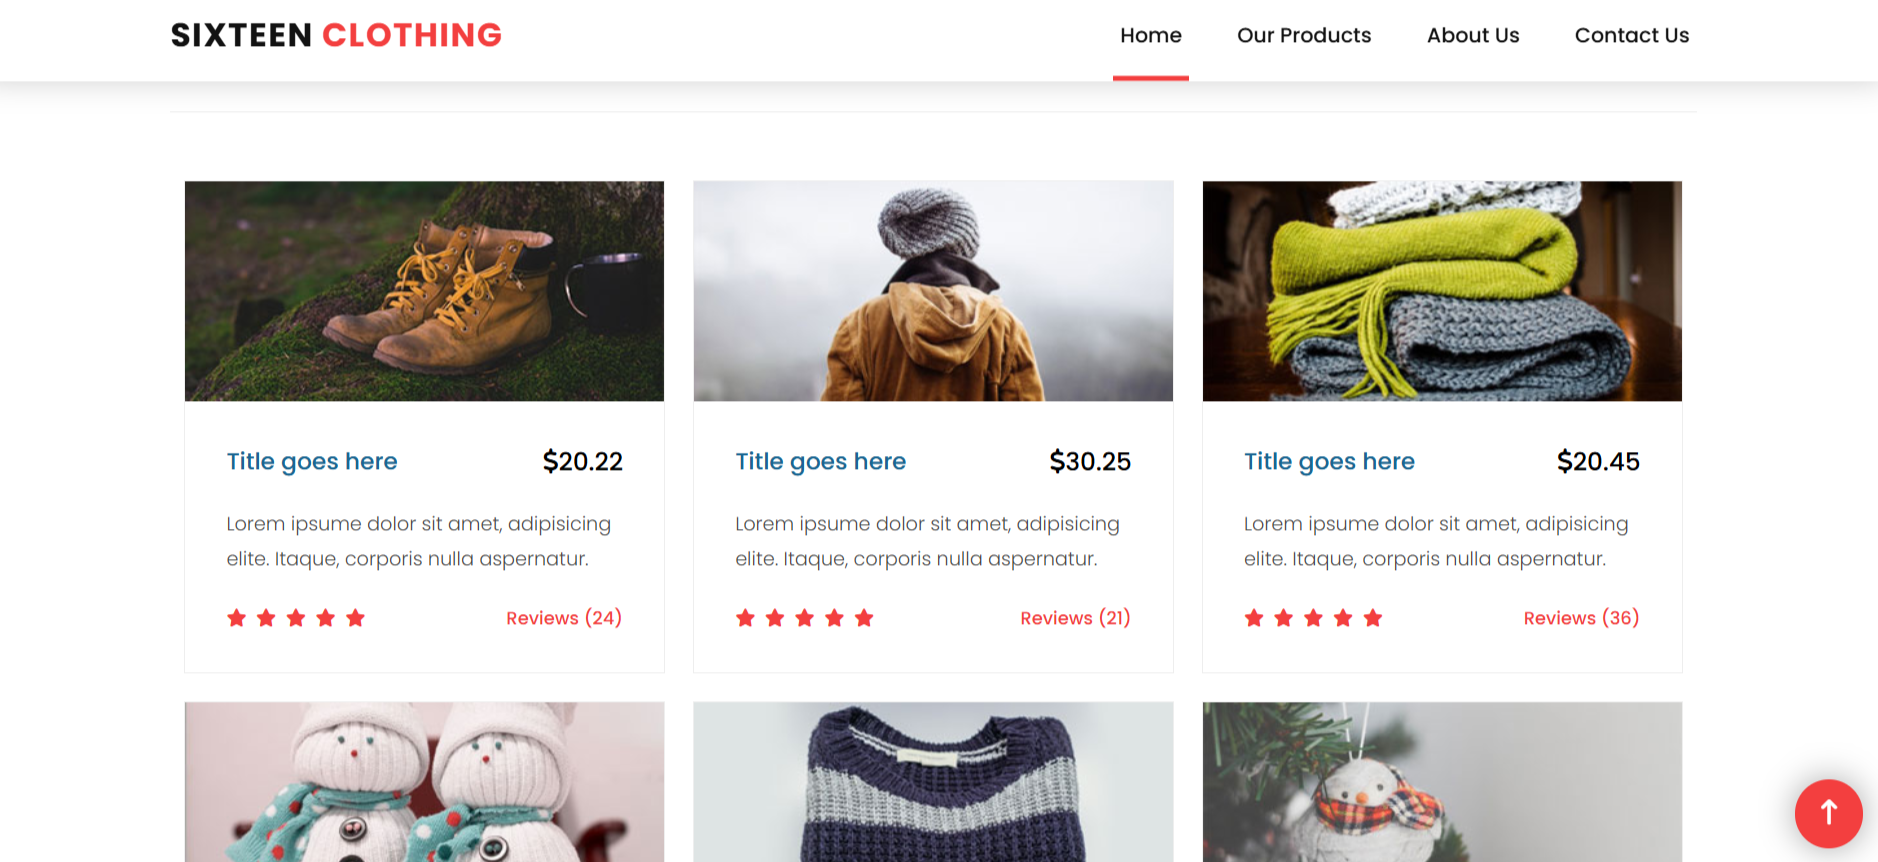 SIXTEEN CLOTHING
Home Our Products About Us Contact Us
Title goes here $20.22
Lorem ipsume dolor sit amet, adipisicing
elite. Itaque, corporis nulla aspernatur.
Reviews (24)
Title goes here $30.25
Lorem ipsume dolor sit amet, adipisicing
elite. Itaque, corporis nulla aspernatur.
Reviews (21)
Title goes here $20.45
Lorem ipsume dolor sit amet, adipisicing
elite. Itaque, corporis nulla aspernatur.
Reviews (36)